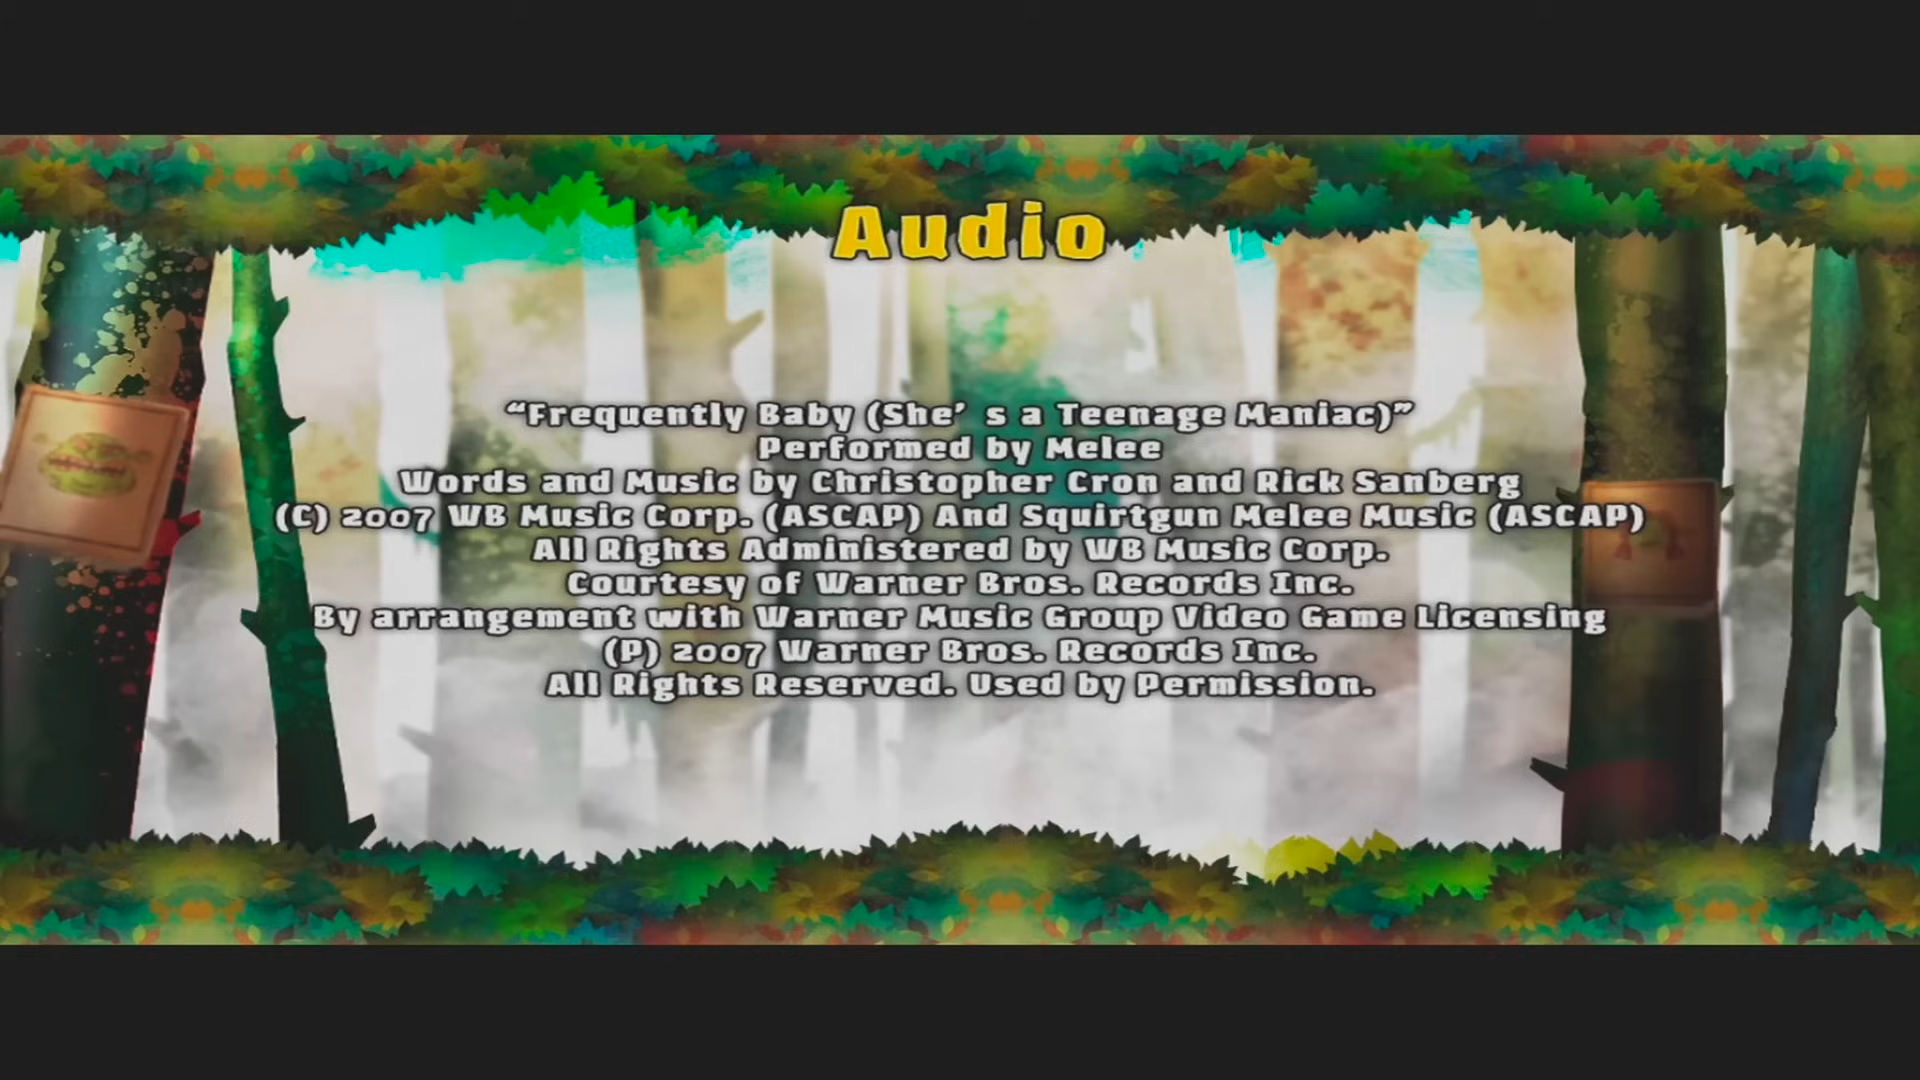 Audio
“Frequently Baby (She’ s a Teenage Maniac)”
Performed by Melee
Words and Music by Christopher Cron and Rick Sanberg
(C) 2007 WB Music Corp. (ASCAP) And Squirtgun Melee Music (ASCAP)
All Rights Administered by WB Music Corp.
Courtesy of Warner Bros. Records Inc.
By arrangement with Warner Music Group Video Game Licensing
(P) 2007 Warner Bros. Records Inc.
All Rights Reserved. Used by Permission.